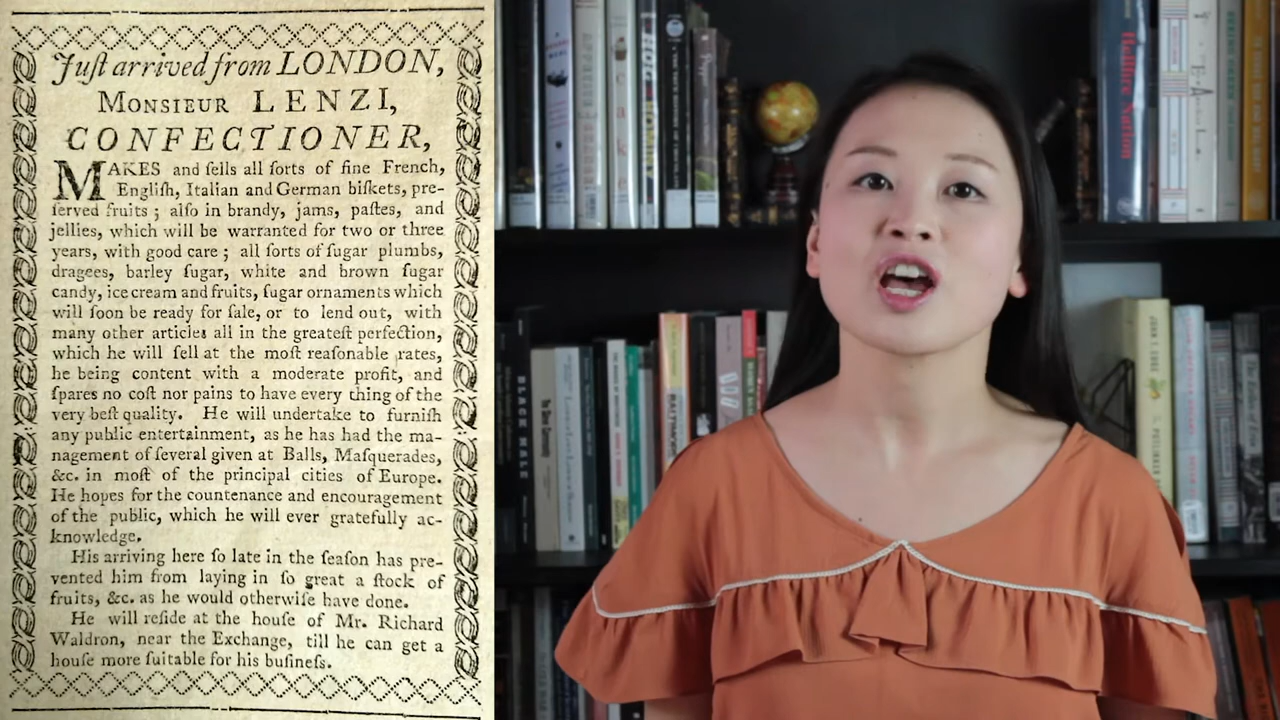 Juſt arrived from LONDON,
MONSIEUR LENZI,
CONFECTIONER,
MAKES and ſells all ſorts of fine French,
Engliſh, Italian and German biſkets, pre-
ſerved fruits ; alſo in brandy, jams, paſtes, and
jellies, which will be warranted for two or three
years, with good care ; all ſorts of ſugar plumbs,
dragees, barley ſugar, white and brown ſugar
candy, ice cream and fruits, ſugar ornaments which
will ſoon be ready for ſale, or to lend out, with
many other articles all in the greateſt perfection,
which he will ſell at the moſt reaſonable rates,
he being content with a moderate profit, and
ſpares no coſt nor pains to have every thing of the
very beſt quality. He will undertake to furniſh
any public entertainment, as he has had the ma-
nagement of ſeveral given at Balls, Maſquerades,
&c. in moſt of the principal cities of Europe.
He hopes for the countenance and encouragement
of the public, which he will ever gratefully ac-
knowledge.
His arriving here ſo late in the ſeaſon has pre-
vented him from laying in ſo great a ſtock of
fruits, &c. as he would otherwiſe have done.
He will reſide at the houſe of Mr. Richard
Waldron, near the Exchange, till he can get a
houſe more ſuitable for his buſineſs.
Hellfire Nation
BLACK HOLE